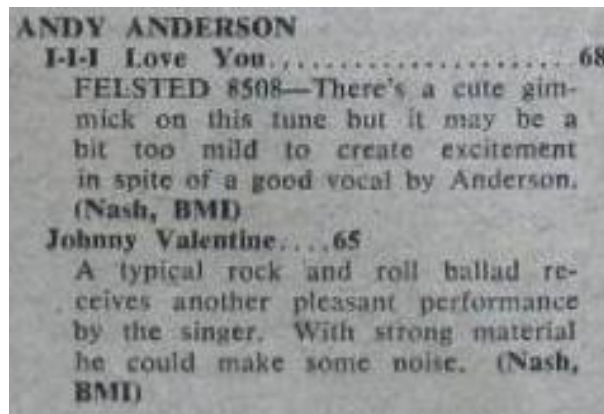 ANDY ANDERSON
I-I-I Love You.....................68
FELSTED 8508—There's a cute gim-
mick on this tune but it may be a
bit too mild to create excitement
in spite of a good vocal by Anderson.
(Nash, BMI)
Johnny Valentine....65
A typical rock and roll ballad re-
ceives another pleasant performance
by the singer. With strong material
he could make some noise. (Nash,
BMI)